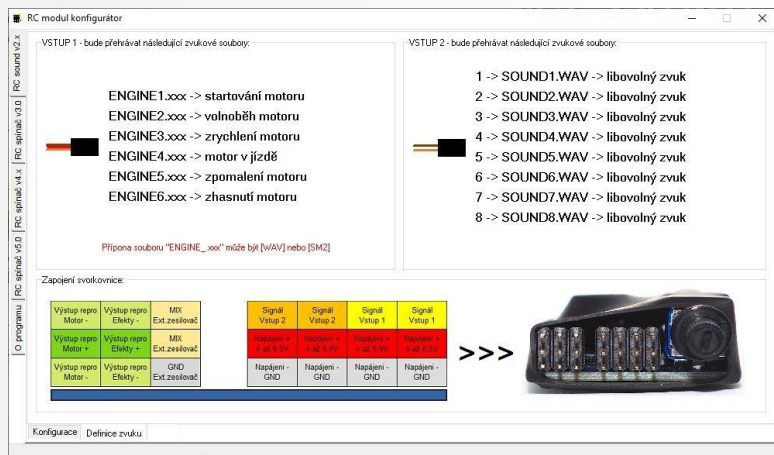 RC modul konfigurátor
RC sound v2.x
RC spínač v3.0
RC spínač v4.x
RC spínač v5.0
O programu
VSTUP 1 - bude přehrávat následující zvukové soubory:
ENGINE1.xxx -> startování motoru
ENGINE2.xxx -> volnoběh motoru
ENGINE3.xxx -> zrychlení motoru
ENGINE4.xxx -> motor v jízdě
ENGINE5.xxx -> zpomalení motoru
ENGINE6.xxx -> zhasnutí motoru
Přípona souboru "ENGINE_.xxx" může být [WAV] nebo [SM2]
VSTUP 2 - bude přehrávat následující zvukové soubory:
1 -> SOUND1.WAV -> libovolný zvuk
2 -> SOUND2.WAV -> libovolný zvuk
3 -> SOUND3.WAV -> libovolný zvuk
4 -> SOUND4.WAV -> libovolný zvuk
5 -> SOUND5.WAV -> libovolný zvuk
6 -> SOUND6.WAV -> libovolný zvuk
7 -> SOUND7.WAV -> libovolný zvuk
8 -> SOUND8.WAV -> libovolný zvuk
Zapojení svorkovnice:
Výstup repro Výstup repro MIX
Motor - Efekty - Ext.zesilovač
Výstup repro Výstup repro MIX
Motor + Efekty + Ext.zesilovač
Výstup repro Výstup repro GND
Motor - Efekty - Ext.zesilovač
Signál Signál Signál Signál
Vstup 2 Vstup 2 Vstup 1 Vstup 1
Napájení + Napájení + Napájení + Napájení +
4 až 9.6V 4 až 9.6V 4 až 9.6V 4 až 9.6V
Napájení - Napájení - Napájení - Napájení -
GND GND GND GND
>>>
Konfigurace Definice zvuku